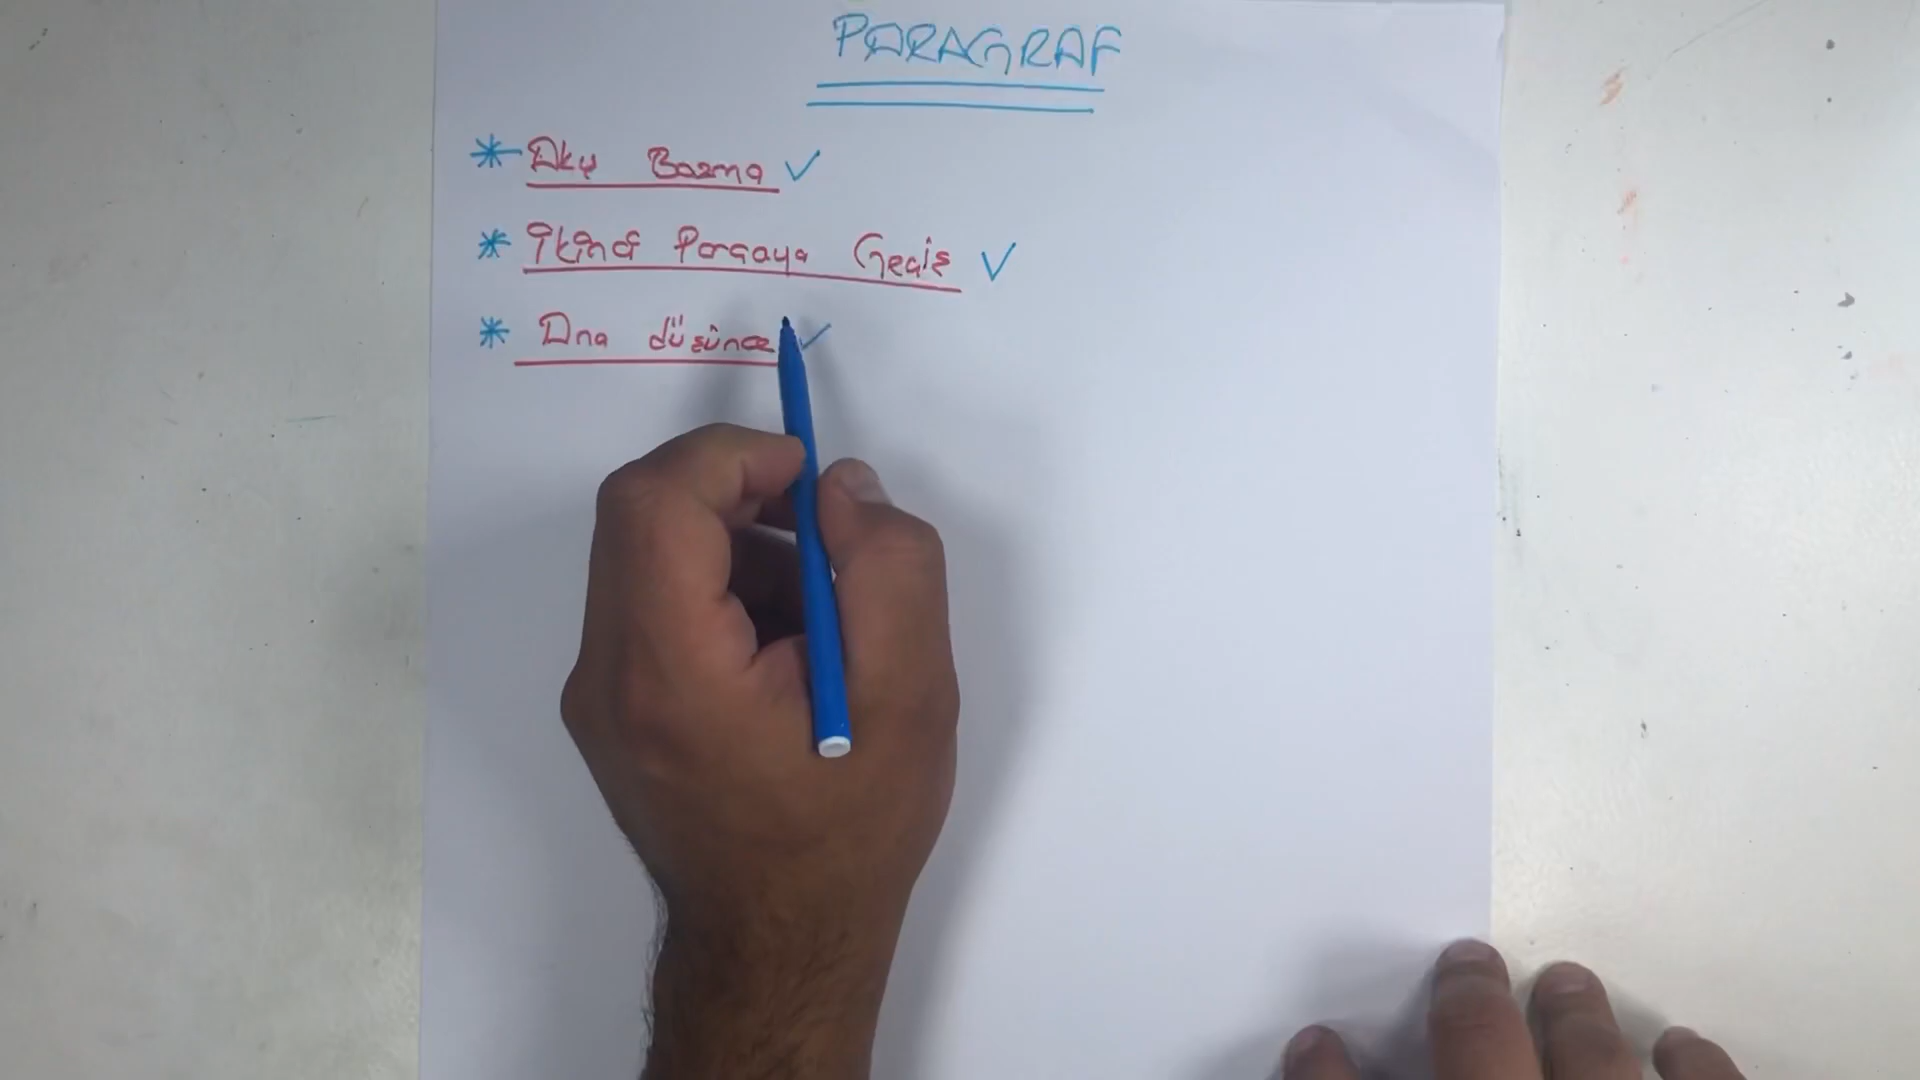 PARAGRAF
* Akış Bozma ✓
* İkinci Parçaya Geçiş ✓
* Ana düşünce ✓